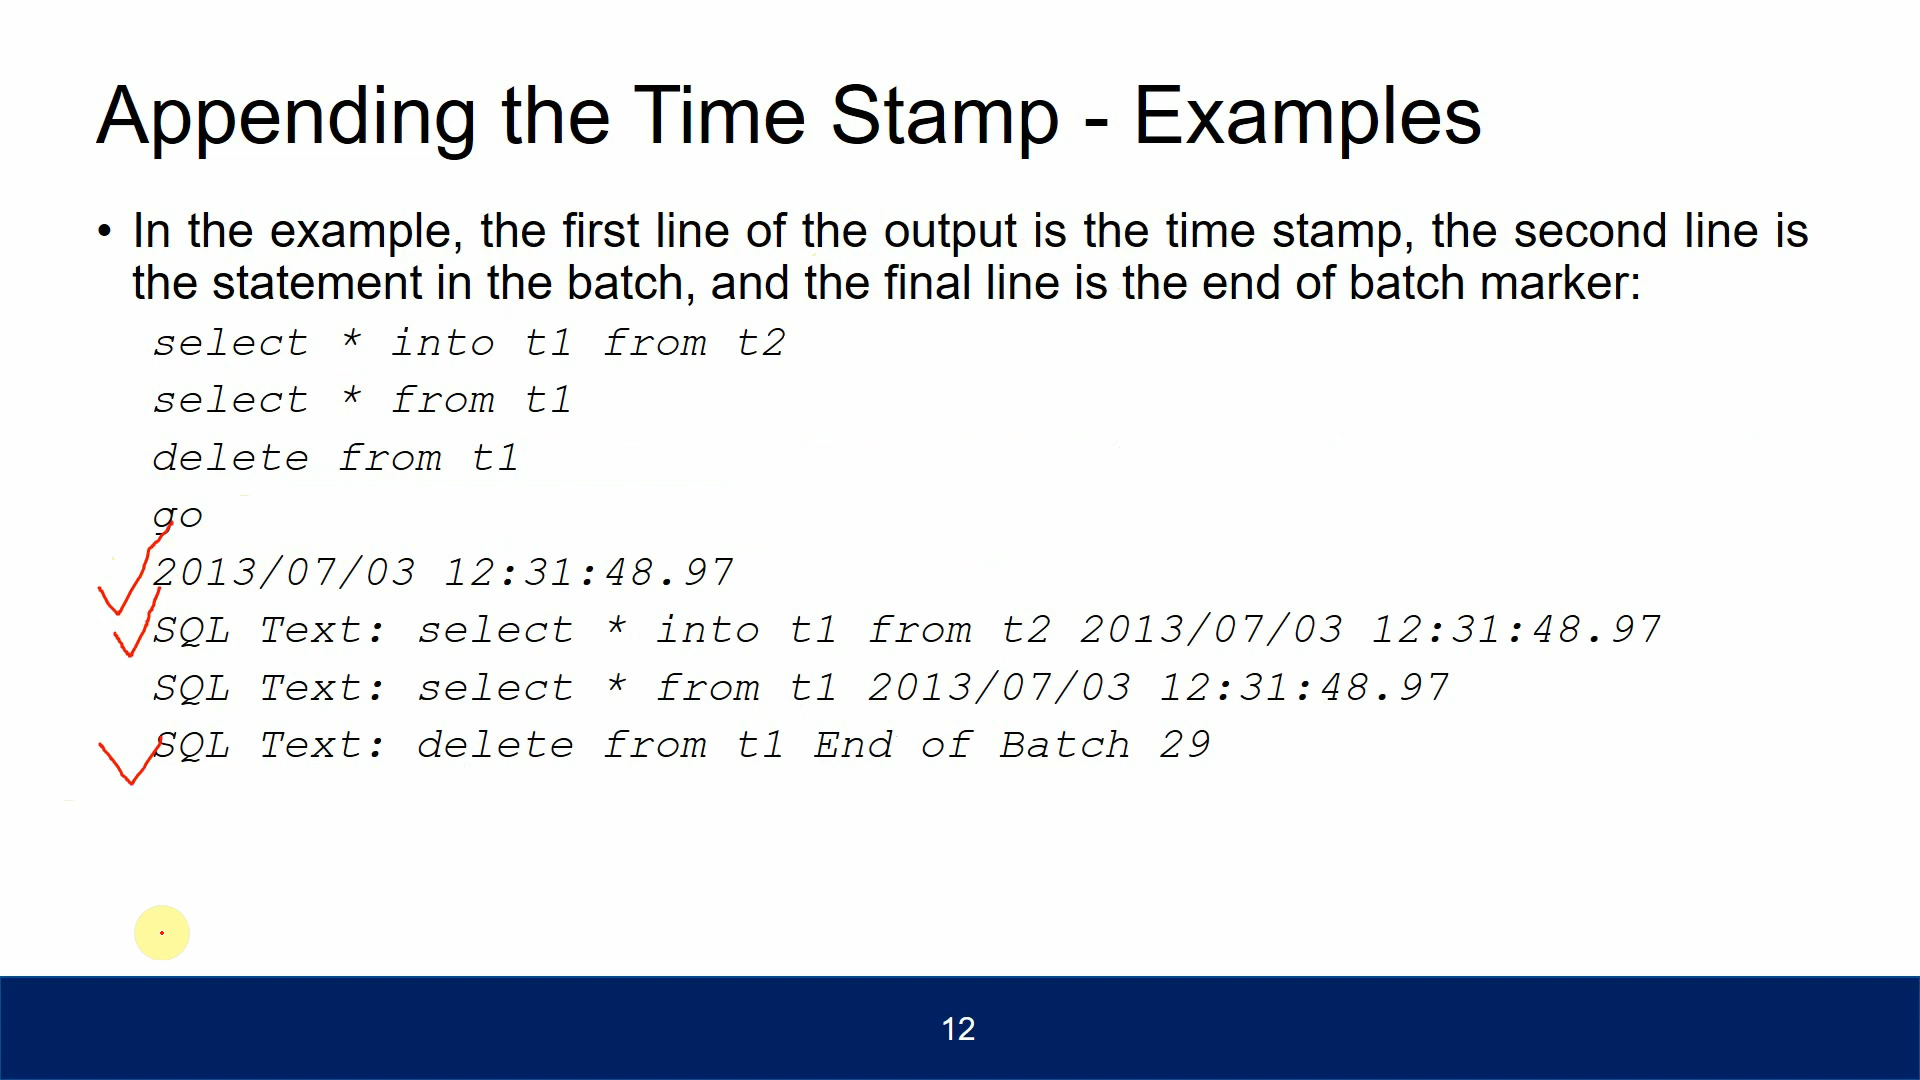 Appending the Time Stamp - Examples
• In the example, the first line of the output is the time stamp, the second line is
the statement in the batch, and the final line is the end of batch marker:
select * into t1 from t2
select * from t1
delete from t1
go
2013/07/03 12:31:48.97
SQL Text: select * into t1 from t2 2013/07/03 12:31:48.97
SQL Text: select * from t1 2013/07/03 12:31:48.97
SQL Text: delete from t1 End of Batch 29
12